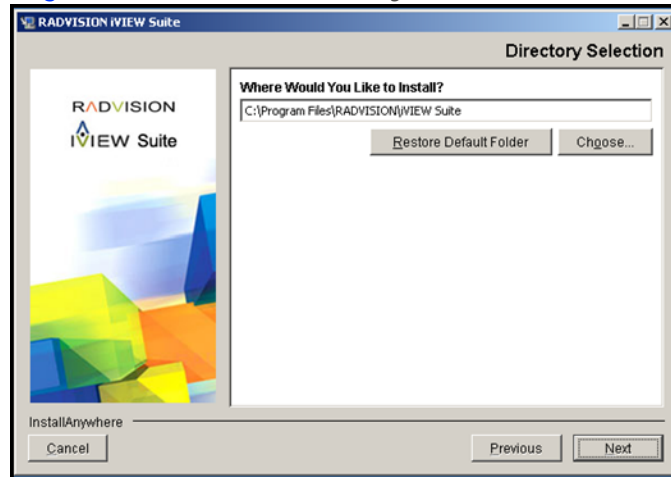 RADVISION iVIEW Suite
Directory Selection
RADVISION
iVIEW Suite
Where Would You Like to Install?
C:\Program Files\RADVISION\iVIEW Suite
Restore Default Folder
Choose...
InstallAnywhere
Cancel
Previous
Next